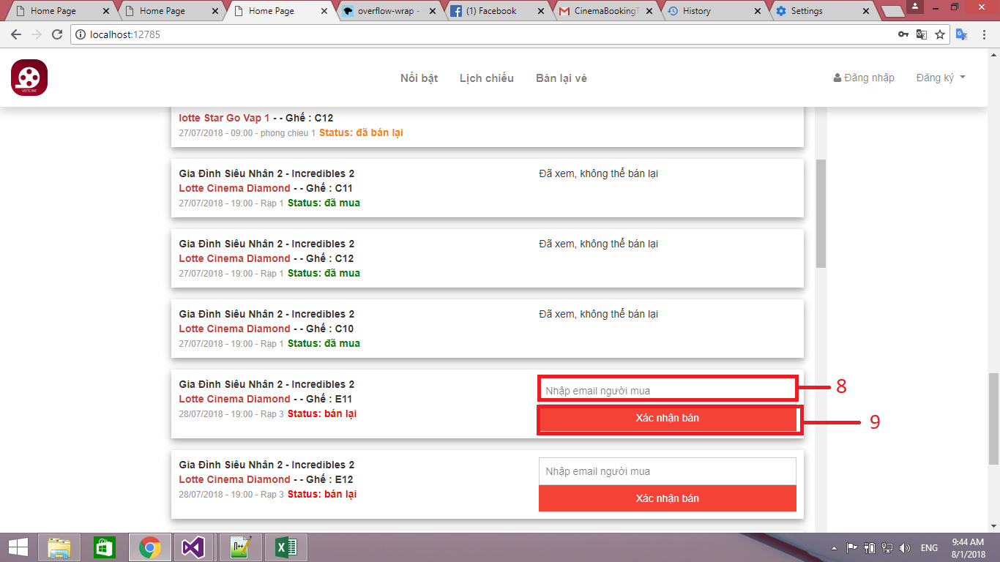 Home Page
Home Page
Home Page
overflow-wrap -
(1) Facebook
CinemaBookingT
History
Settings
localhost:12785
VIETCINE
Nổi bật
Lịch chiếu
Bán lại vé
Đăng nhập
Đăng ký
lotte Star Go Vap 1 - - Ghế : C12
27/07/2018 - 09:00 - phong chieu 1 Status: đã bán lại
Gia Đình Siêu Nhân 2 - Incredibles 2
Lotte Cinema Diamond - - Ghế : C11
27/07/2018 - 19:00 - Rạp 1 Status: đã mua
Đã xem, không thể bán lại
Gia Đình Siêu Nhân 2 - Incredibles 2
Lotte Cinema Diamond - - Ghế : C12
27/07/2018 - 19:00 - Rạp 1 Status: đã mua
Đã xem, không thể bán lại
Gia Đình Siêu Nhân 2 - Incredibles 2
Lotte Cinema Diamond - - Ghế : C10
27/07/2018 - 19:00 - Rạp 1 Status: đã mua
Đã xem, không thể bán lại
Gia Đình Siêu Nhân 2 - Incredibles 2
Lotte Cinema Diamond - - Ghế : E11
28/07/2018 - 19:00 - Rạp 3 Status: bán lại
Nhập email người mua
8
Xác nhận bán
9
Gia Đình Siêu Nhân 2 - Incredibles 2
Lotte Cinema Diamond - - Ghế : E12
28/07/2018 - 19:00 - Rạp 3 Status: bán lại
Nhập email người mua
Xác nhận bán
N++
ENG
9:44 AM
8/1/2018